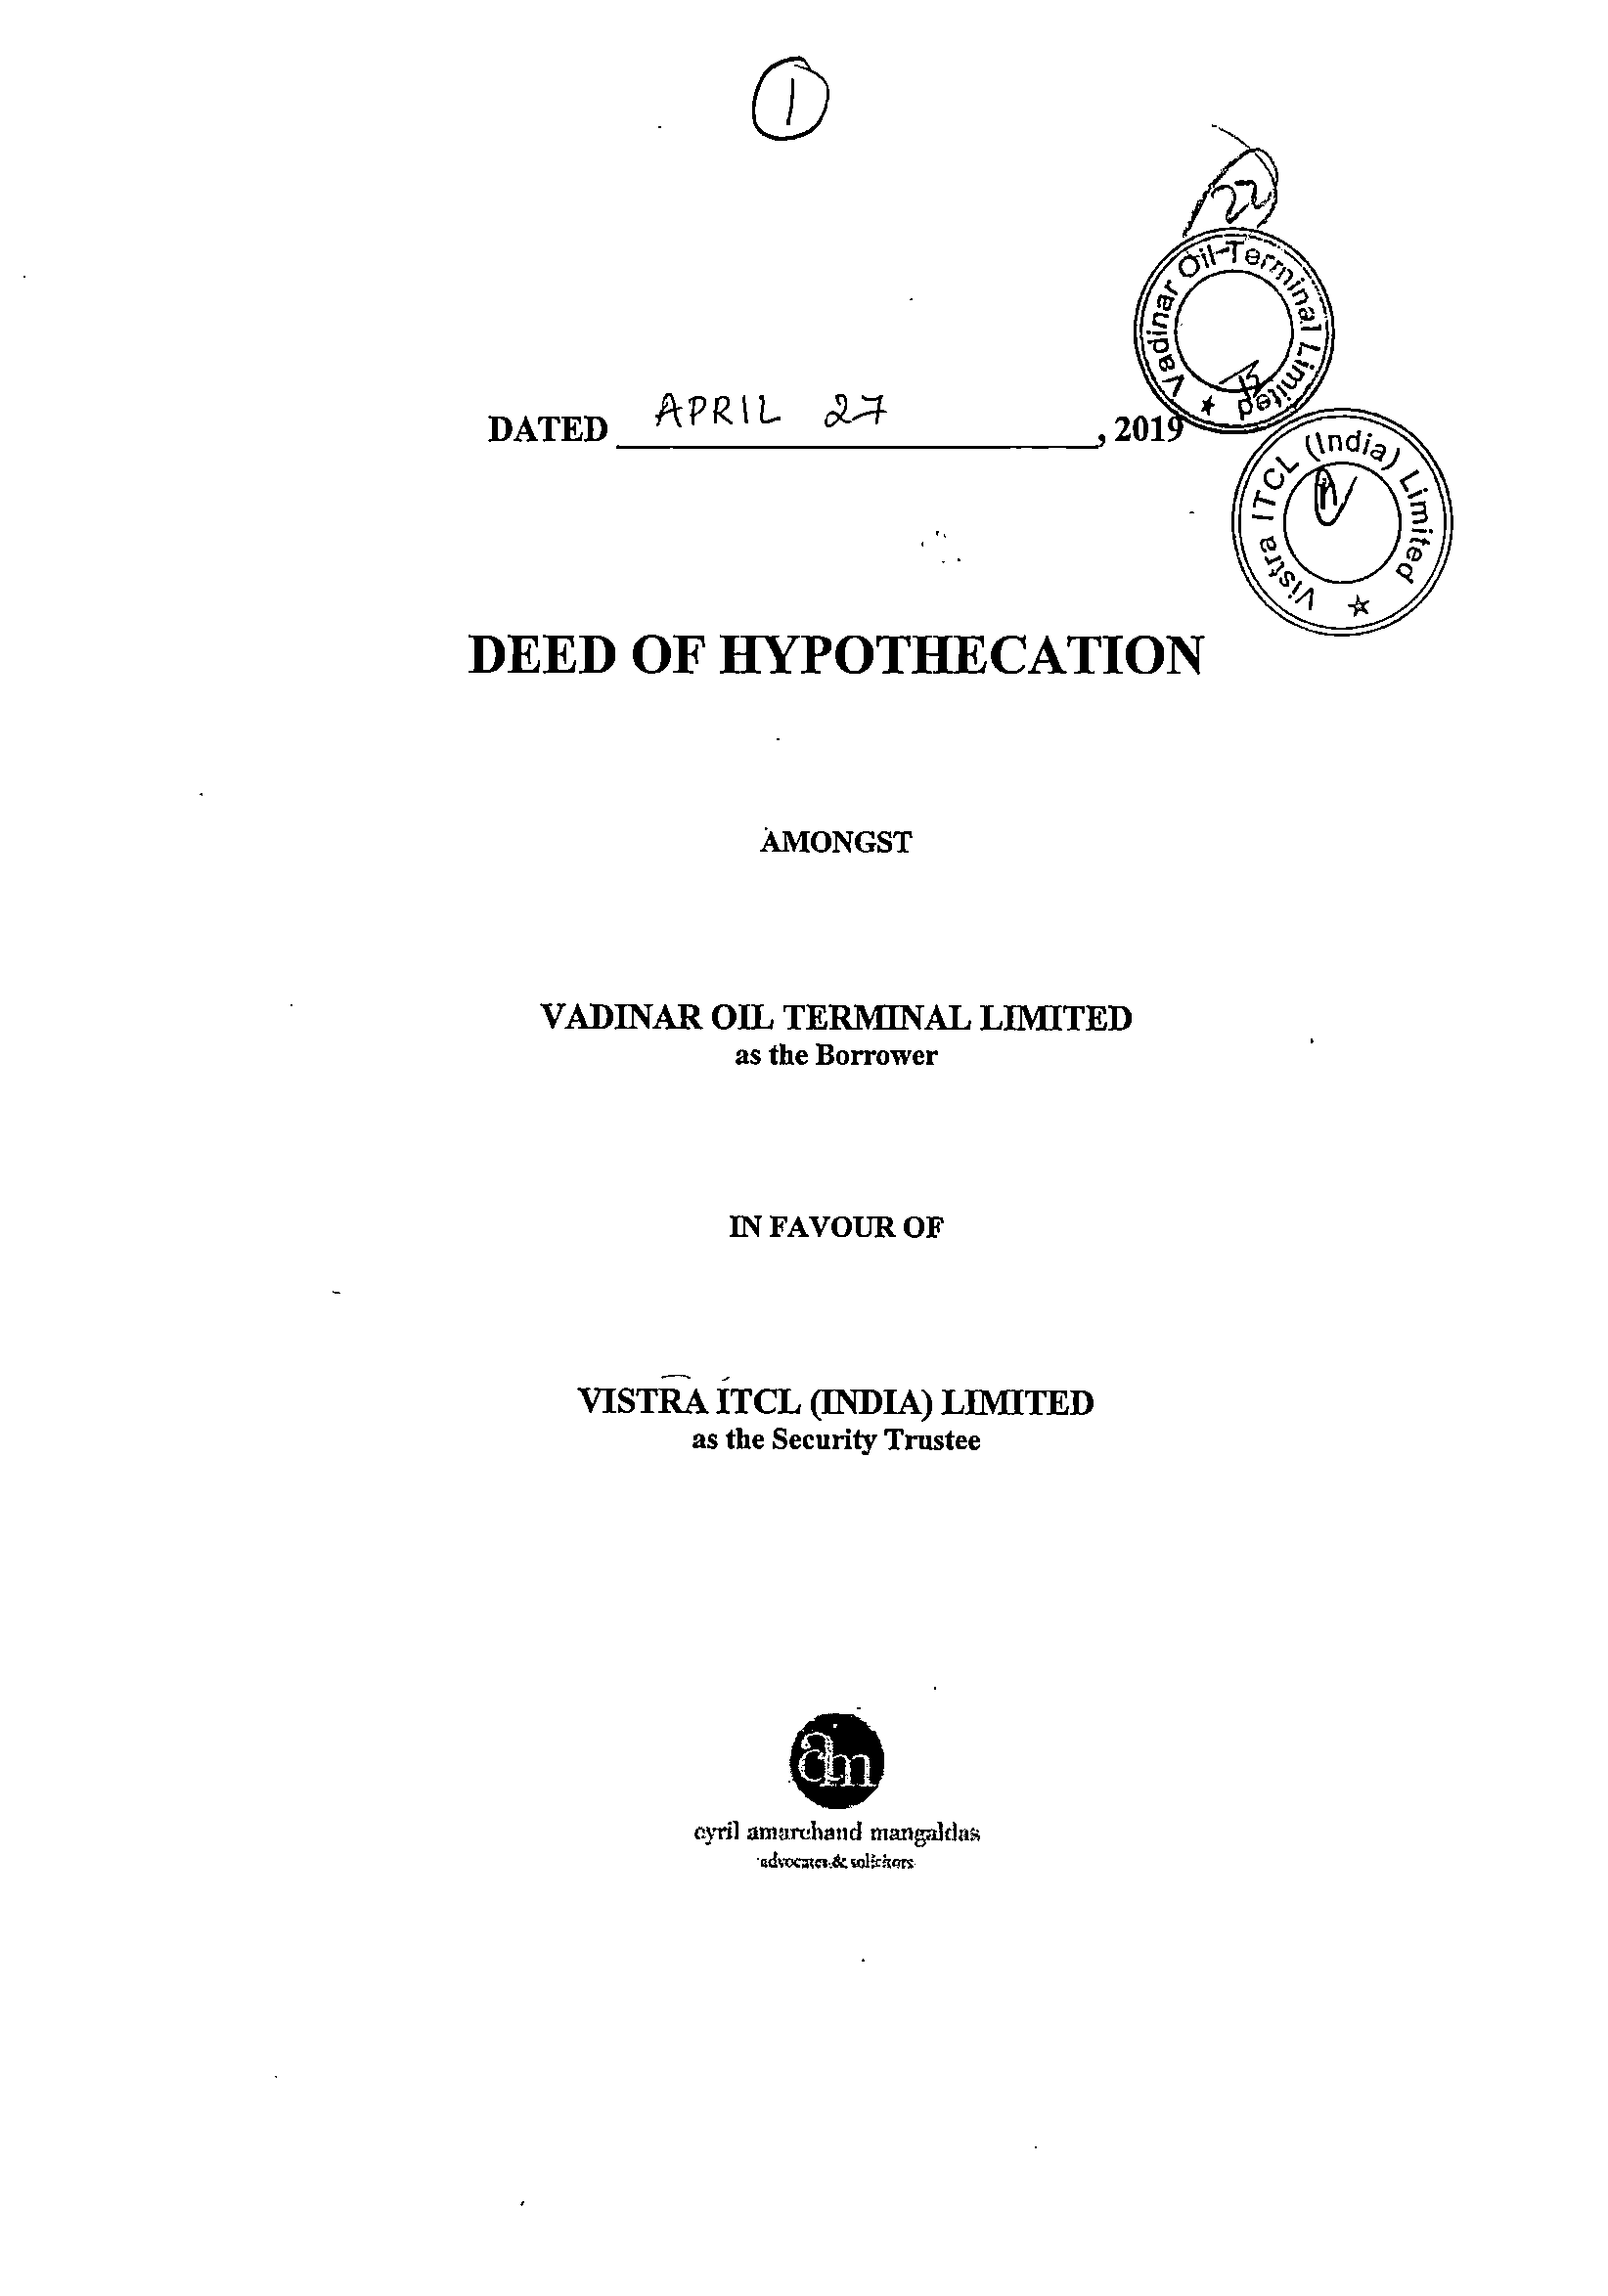 1
Vadinar Oil Terminal Limited
DATED APRIL 27, 2019
Vistra ITCL (India) Limited
DEED OF HYPOTHECATION
AMONGST
VADINAR OIL TERMINAL LIMITED
as the Borrower
IN FAVOUR OF
VISTRA ITCL (INDIA) LIMITED
as the Security Trustee
am
cyril amarchand mangaldas
advocates & solicitors